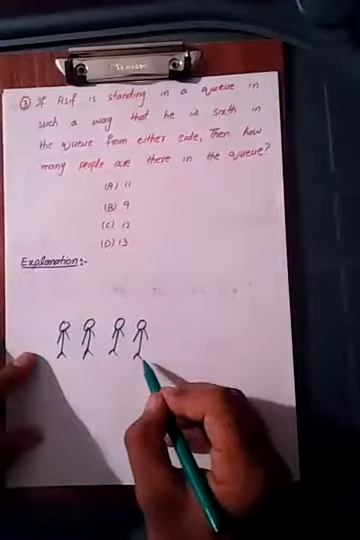 ③ If Asif is standing in a queue in
such a way that he is sixth in
the queue from either side, Then how
many people are there in the queue?
(A) 11
(B) 9
(C) 12
(D) 13
Explanation:-